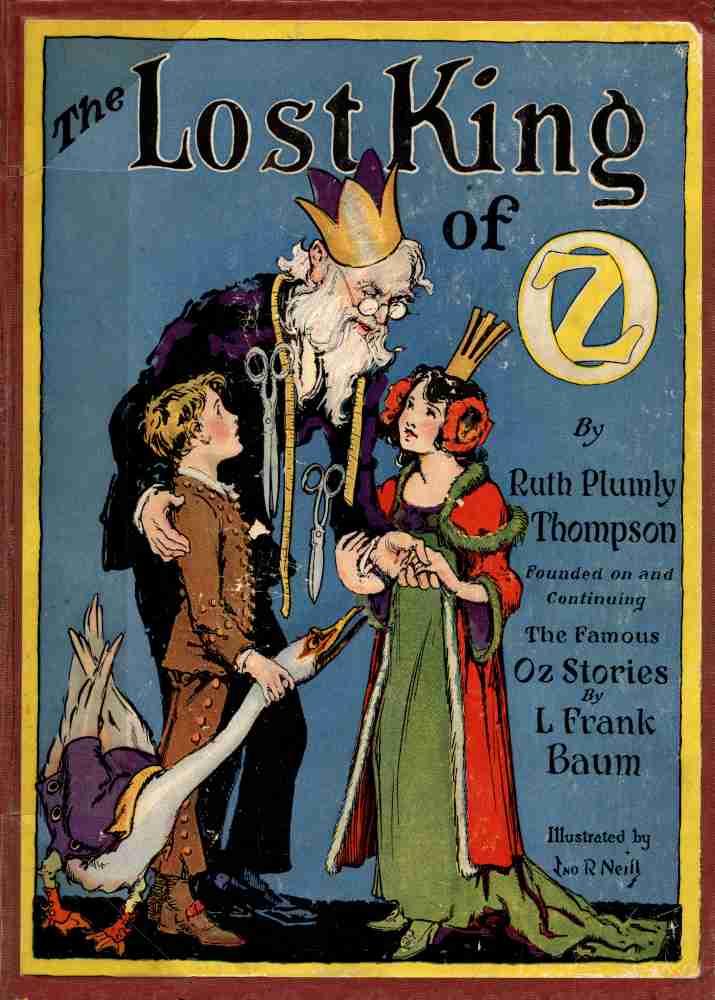 The Lost King
of
OZ
By
Ruth Plumly
Thompson
Founded on and
Continuing
The Famous
Oz Stories
By
L Frank
Baum
Illustrated by
Jno R Neill